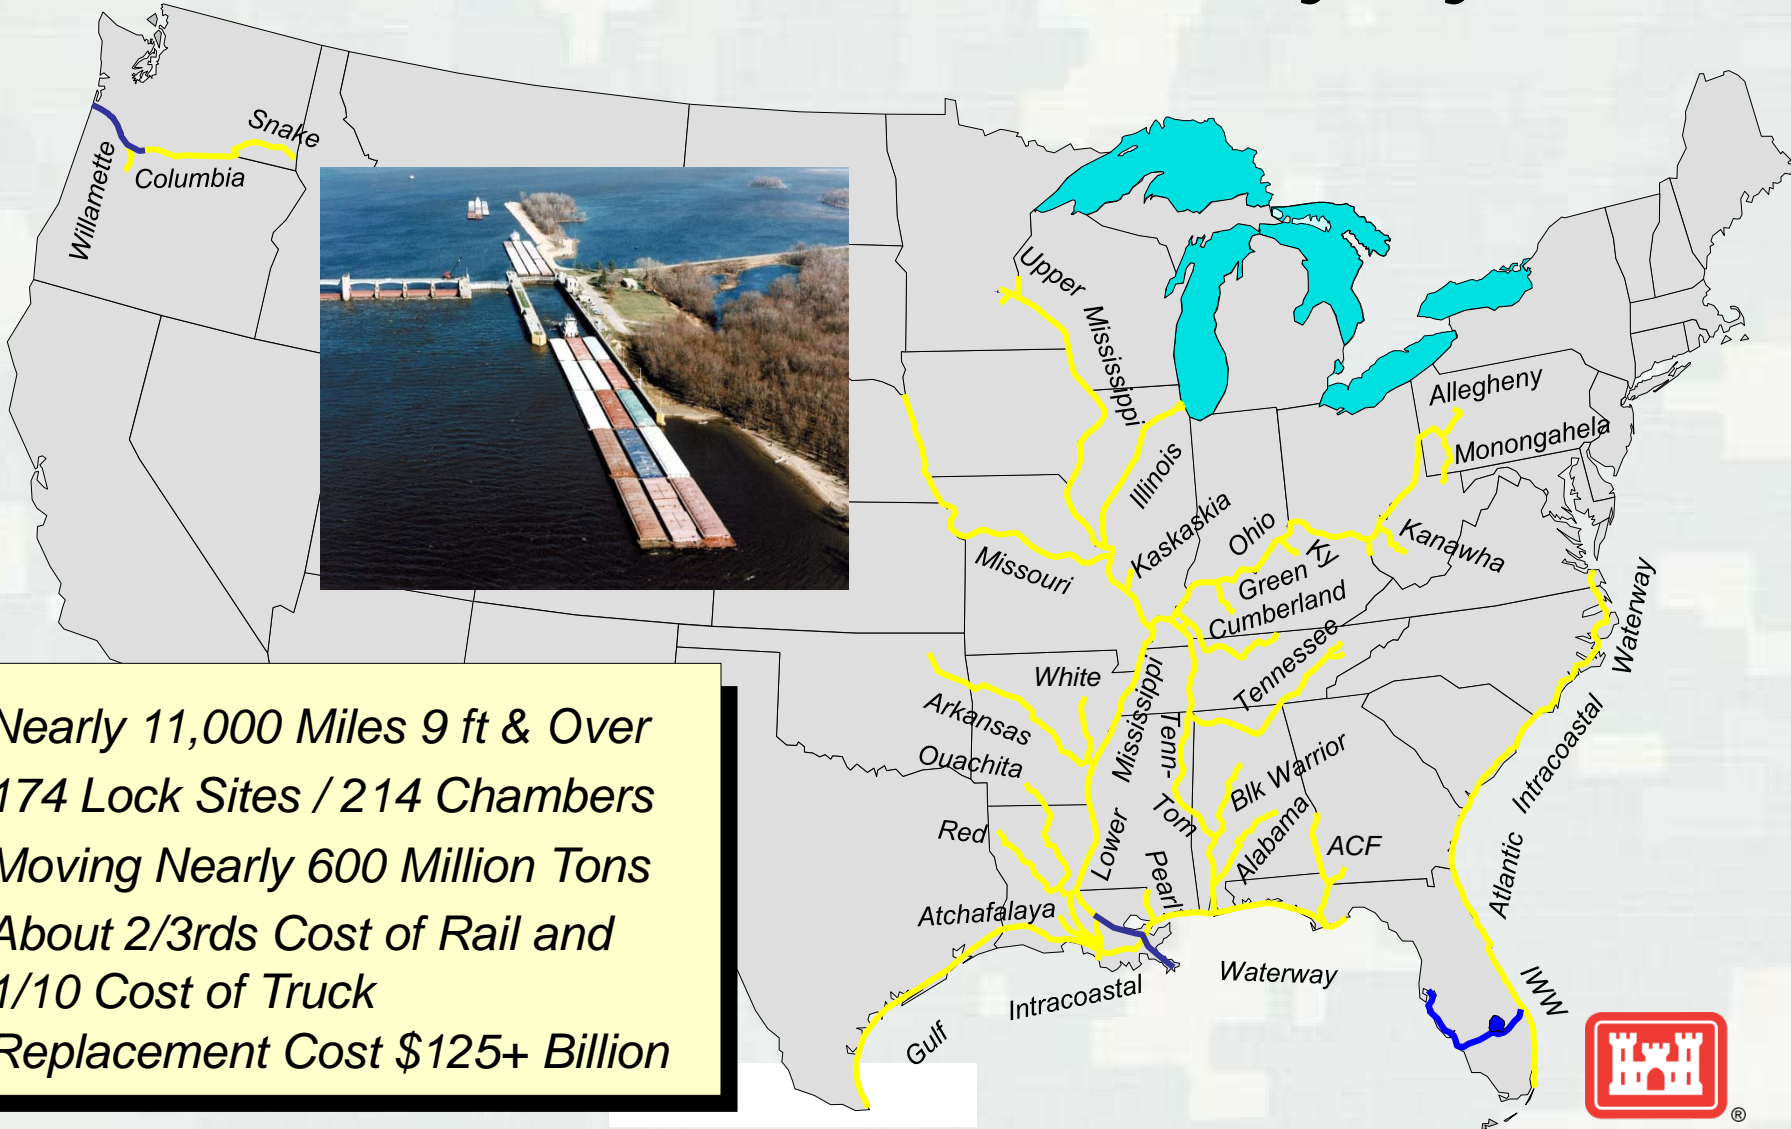 Snake
Willamette
Columbia
Upper
Mississippi
Allegheny
Monongahela
Illinois
Kaskaskia
Ohio
Ky
Kanawha
Missouri
Green
Cumberland
Waterway
White
Tennessee
Arkansas
Mississippi
Tenn-
Tom
Intracoastal
Ouachita
Blk Warrior
Red
Lower
Pearl
Alabama
ACF
Atlantic
Atchafalaya
Waterway
IWW
Intracoastal
Gulf
Nearly 11,000 Miles 9 ft & Over
174 Lock Sites / 214 Chambers
Moving Nearly 600 Million Tons
About 2/3rds Cost of Rail and
1/10 Cost of Truck
Replacement Cost $125+ Billion
®